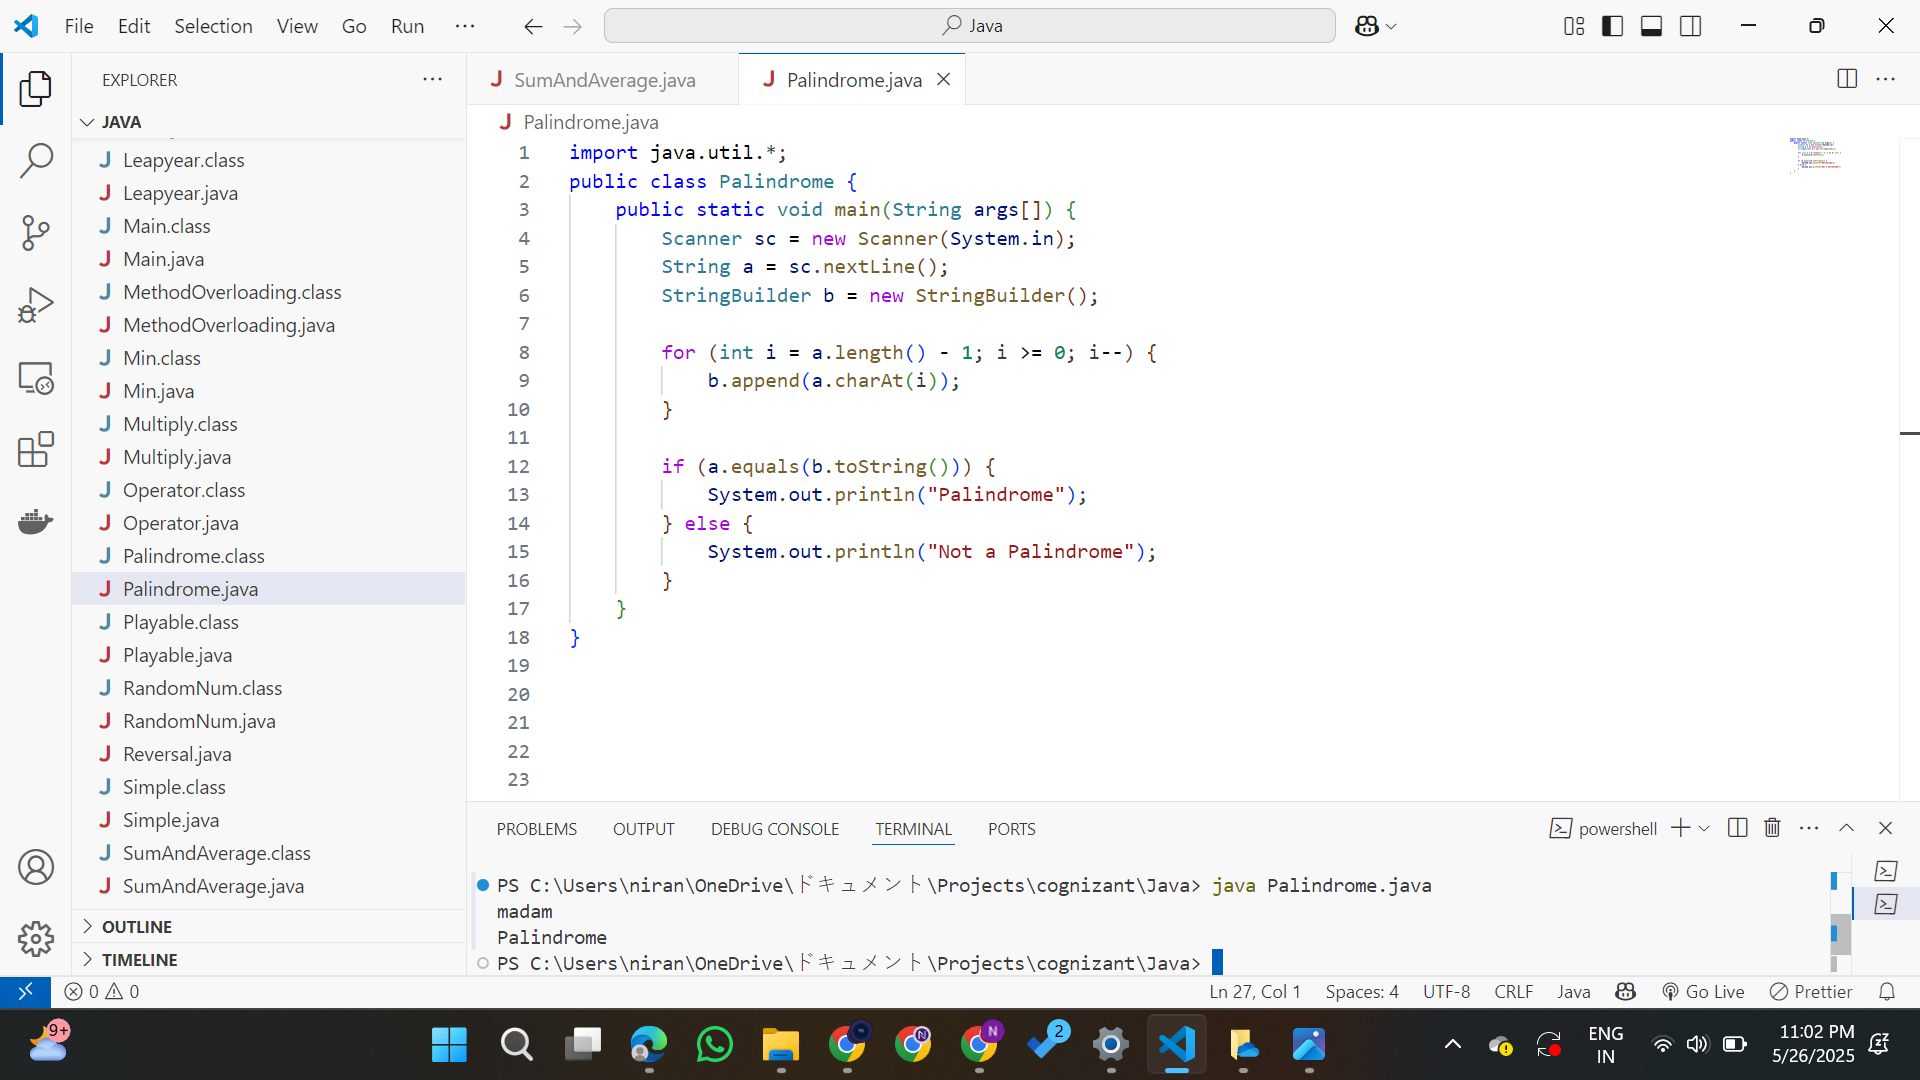 File Edit Selection View Go Run ··· Java
EXPLORER ···
JAVA
Leapyear.class
Leapyear.java
Main.class
Main.java
MethodOverloading.class
MethodOverloading.java
Min.class
Min.java
Multiply.class
Multiply.java
Operator.class
Operator.java
Palindrome.class
Palindrome.java
Playable.class
Playable.java
RandomNum.class
RandomNum.java
Reversal.java
Simple.class
Simple.java
SumAndAverage.class
SumAndAverage.java
OUTLINE
TIMELINE
J SumAndAverage.java J Palindrome.java
J Palindrome.java
1 import java.util.*;
2 public class Palindrome {
3 public static void main(String args[]) {
4 Scanner sc = new Scanner(System.in);
5 String a = sc.nextLine();
6 StringBuilder b = new StringBuilder();
7
8 for (int i = a.length() - 1; i >= 0; i--) {
9 b.append(a.charAt(i));
10 }
11
12 if (a.equals(b.toString())) {
13 System.out.println("Palindrome");
14 } else {
15 System.out.println("Not a Palindrome");
16 }
17 }
18 }
19
20
21
22
23
PROBLEMS OUTPUT DEBUG CONSOLE TERMINAL PORTS powershell
PS C:\Users\niran\OneDrive\ドキュメント\Projects\cognizant\Java> java Palindrome.java
madam
Palindrome
PS C:\Users\niran\OneDrive\ドキュメント\Projects\cognizant\Java>
0 0 Ln 27, Col 1 Spaces: 4 UTF-8 CRLF Java Go Live Prettier
9+ N N 2 ENG IN 11:02 PM 5/26/2025